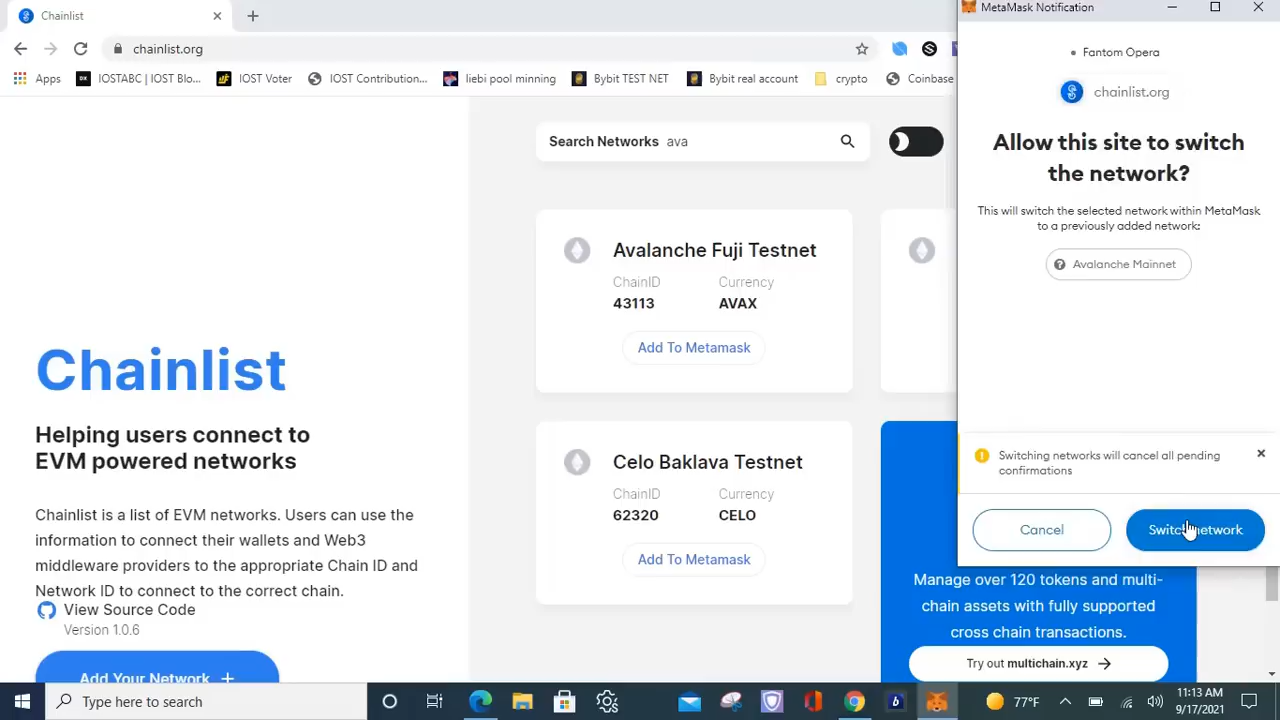 Chainlist
chainlist.org
Apps
IOSTABC | IOST Blo...
IOST Voter
IOST Contribution...
liebi pool minning
Bybit TEST NET
Bybit real account
crypto
Coinbase
Search Networks ava
Avalanche Fuji Testnet
ChainID Currency
43113 AVAX
Add To Metamask
Celo Baklava Testnet
ChainID Currency
62320 CELO
Add To Metamask
Chainlist
Helping users connect to
EVM powered networks
Chainlist is a list of EVM networks. Users can use the
information to connect their wallets and Web3
middleware providers to the appropriate Chain ID and
Network ID to connect to the correct chain.
View Source Code
Version 1.0.6
Add Your Network
Manage over 120 tokens and multi-
chain assets with fully supported
cross chain transactions.
Try out multichain.xyz
MetaMask Notification
Fantom Opera
chainlist.org
Allow this site to switch
the network?
This will switch the selected network within MetaMask
to a previously added network:
Avalanche Mainnet
Switching networks will cancel all pending
confirmations
Cancel
Switch network
Type here to search
77°F
11:13 AM
9/17/2021